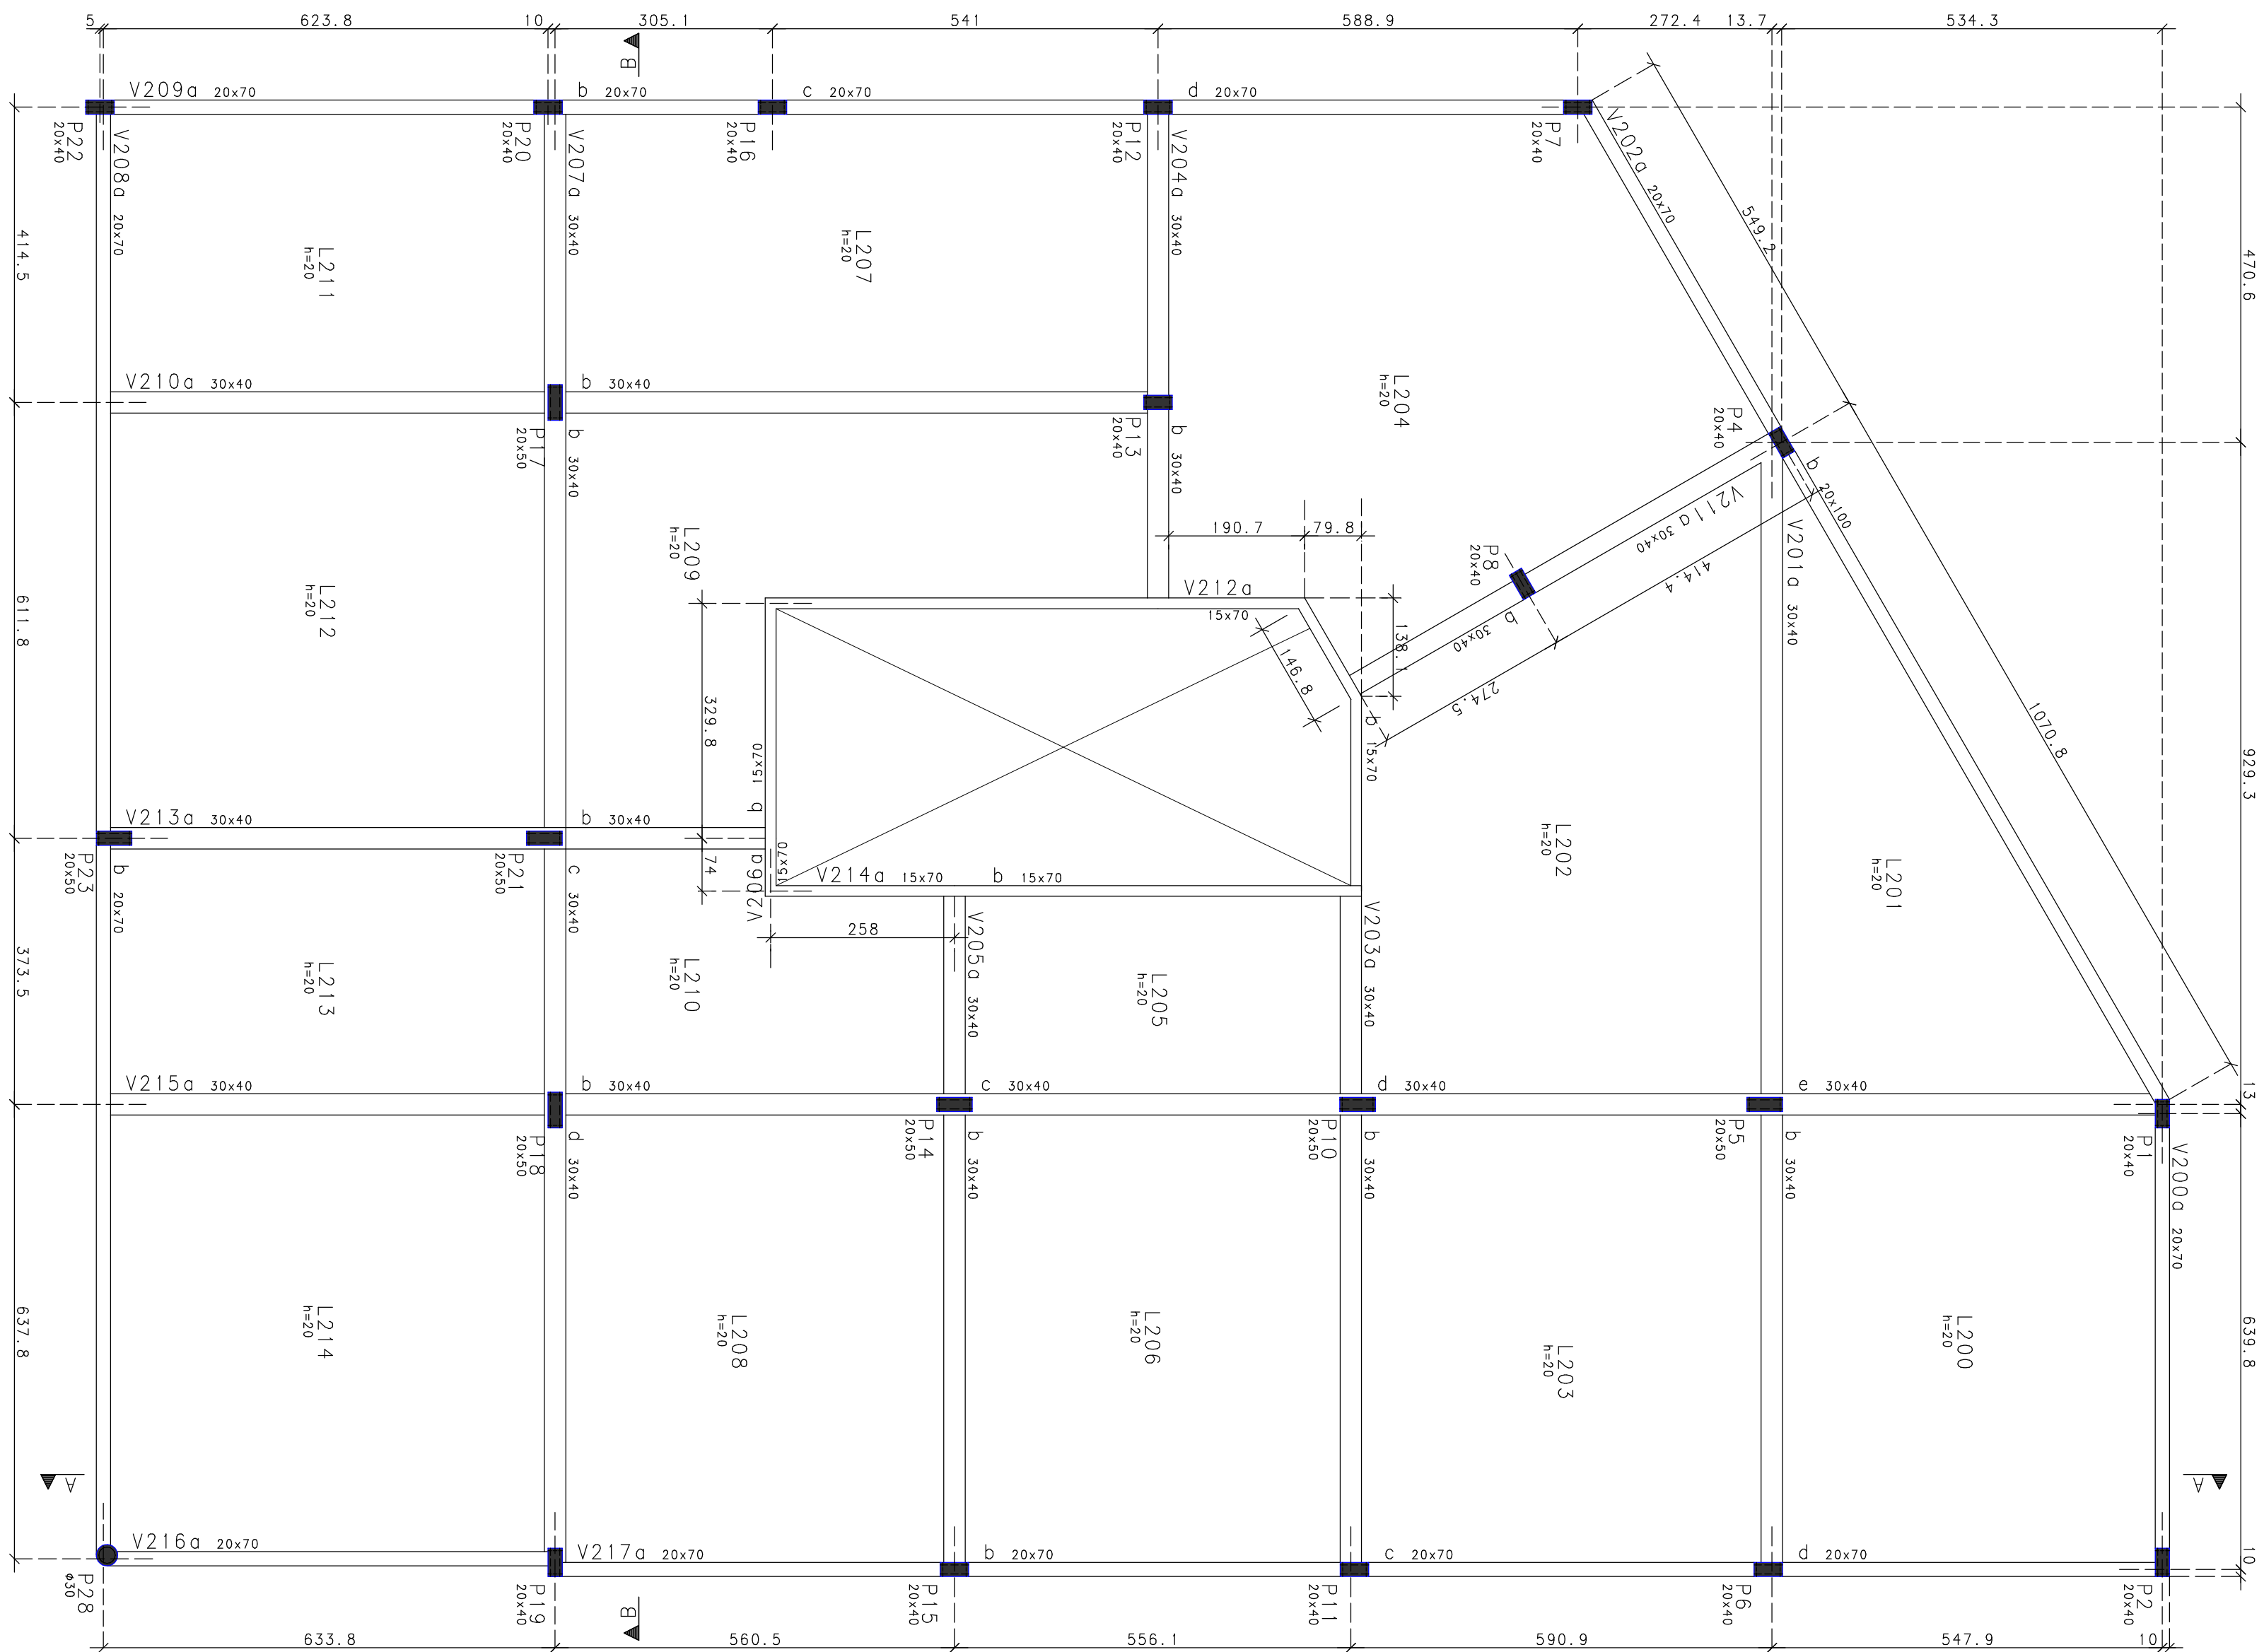 5 623.8 10 305.1 541 588.9 272.4 13.7 534.3
B
V209a 20x70
b 20x70
c 20x70
d 20x70
P22
20x40
V208a 20x70
P20
20x40
V207a 30x40
P16
20x40
P12
20x40
V204a 30x40
P7
20x40
V202a 20x70
549.2
414.5
470.6
L211
h=20
L207
h=20
L204
h=20
P4
20x40
V210a 30x40
b 30x40
P17
20x50
b 30x40
P13
20x40
b 30x40
b 20x100
V211a 30x40
V201a 30x40
190.7 79.8
L209
h=20
P8
20x40
414.4
b 30x40
274.5
V212a
15x70
138.1
146.8
b 15x70
L212
h=20
611.8
329.8
b 15x70
1070.8
929.3
V213a 30x40
b 30x40
P23
20x50
b 20x70
P21
20x50
c 30x40
74
V206a
15x70
V214a 15x70
b 15x70
L202
h=20
L201
h=20
258
V205a 30x40
V203a 30x40
373.5
L213
h=20
L210
h=20
L205
h=20
V215a 30x40
b 30x40
c 30x40
d 30x40
e 30x40
13
P18
20x50
d 30x40
P14
20x50
b 30x40
P10
20x50
b 30x40
P5
20x50
b 30x40
P1
20x40
V200a 20x70
637.8
L214
h=20
L208
h=20
L206
h=20
L203
h=20
L200
h=20
639.8
A
A
V216a 20x70
V217a 20x70
b 20x70
c 20x70
d 20x70
10
P28
ø30
P19
20x40
B
P15
20x40
P11
20x40
P6
20x40
P2
20x40
633.8 560.5 556.1 590.9 547.9 10